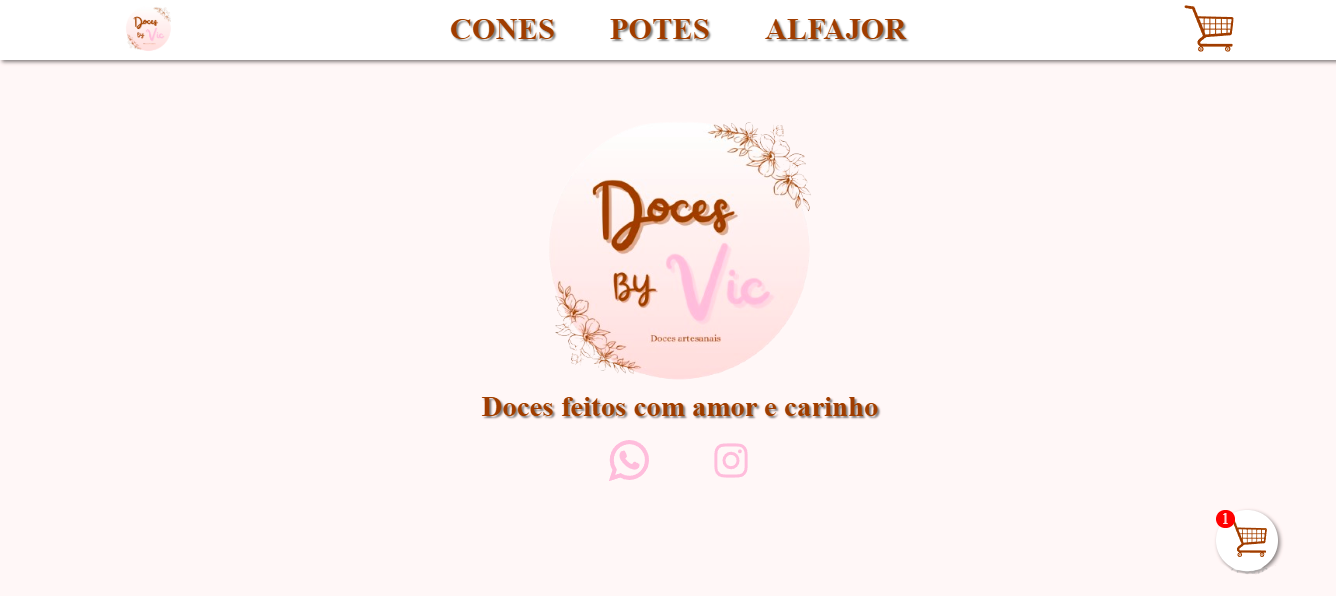 Doces
By Vic
CONES POTES ALFAJOR
Doces
By Vic
Doces artesanais
Doces feitos com amor e carinho
1